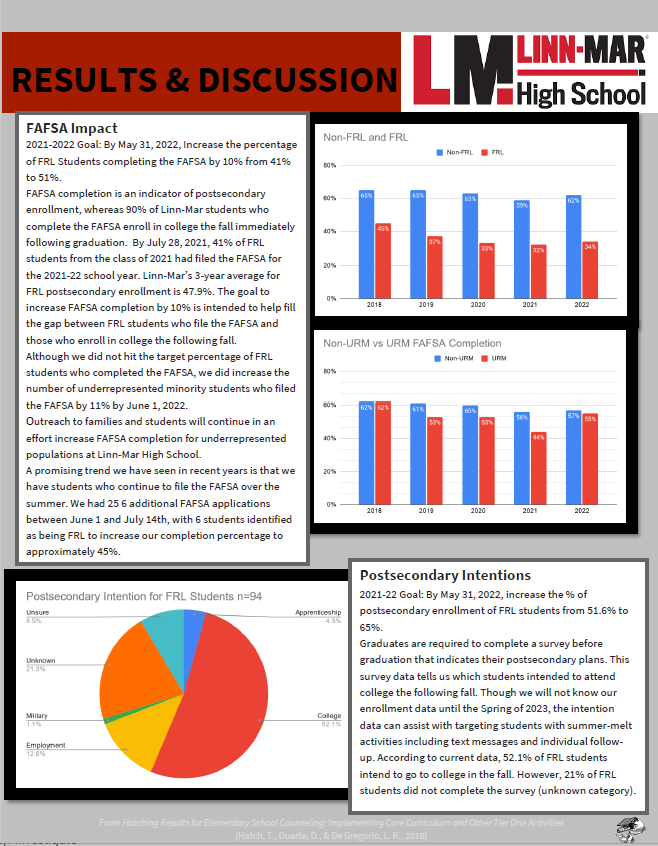 RESULTS & DISCUSSION
LM LINN-MAR
High School
FAFSA Impact
2021-2022 Goal: By May 31, 2022, Increase the percentage
of FRL Students completing the FAFSA by 10% from 41%
to 51%.
FAFSA completion is an indicator of postsecondary
enrollment, whereas 90% of Linn-Mar students who
complete the FAFSA enroll in college the fall immediately
following graduation. By July 28, 2021, 41% of FRL
students from the class of 2021 had filed the FAFSA for
the 2021-22 school year. Linn-Mar's 3-year average for
FRL postsecondary enrollment is 47.9%. The goal to
increase FAFSA completion by 10% is intended to help fill
the gap between FRL students who file the FAFSA and
those who enroll in college the following fall.
Although we did not hit the target percentage of FRL
students who completed the FAFSA, we did increase the
number of underrepresented minority students who filed
the FAFSA by 11% by June 1, 2022.
Outreach to families and students will continue in an
effort increase FAFSA completion for underrepresented
populations at Linn-Mar High School.
A promising trend we have seen in recent years is that we
have students who continue to file the FAFSA over the
summer. We had 25 6 additional FAFSA applications
between June 1 and July 14th, with 6 students identified
as being FRL to increase our completion percentage to
approximately 45%.
Non-FRL and FRL
Non-FRL FRL
80%
60%
40%
20%
0%
65% 45% 65% 37% 63% 33% 59% 32% 62% 34%
2018 2019 2020 2021 2022
Non-URM vs URM FAFSA Completion
Non-URM URM
80%
60%
40%
20%
0%
62% 62% 61% 53% 60% 53% 56% 44% 57% 55%
2018 2019 2020 2021 2022
Postsecondary Intention for FRL Students n=94
Unsure
8.5%
Apprenticeship
4.3%
Unknown
21.3%
Military
1.1%
College
52.1%
Employment
12.8%
Postsecondary Intentions
2021-22 Goal: By May 31, 2022, increase the % of
postsecondary enrollment of FRL students from 51.6% to
65%.
Graduates are required to complete a survey before
graduation that indicates their postsecondary plans. This
survey data tells us which students intended to attend
college the following fall. Though we will not know our
enrollment data until the Spring of 2023, the intention
data can assist with targeting students with summer-melt
activities including text messages and individual follow-
up. According to current data, 52.1% of FRL students
intend to go to college in the fall. However, 21% of FRL
students did not complete the survey (unknown category).
From Hatching Results for Elementary School Counseling: Implementing Core Curriculum and Other Tier One Activities
(Hatch, T., Duarte, D., & De Gregorio, L. K., 2018)